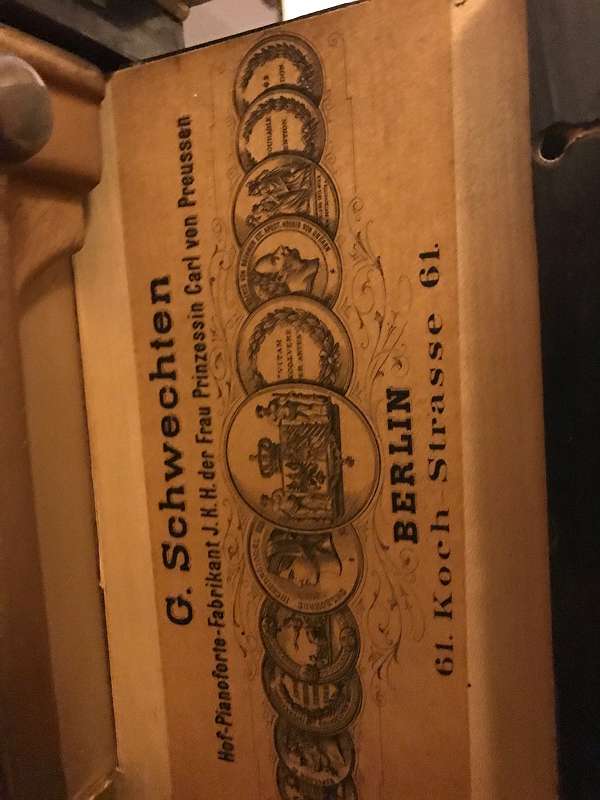 G. Schwechten
Hof-Pianoforte-Fabrikant J. K. H. der Frau Prinzessin Carl von Preussen
BERLIN
61. Koch-Strasse 61.